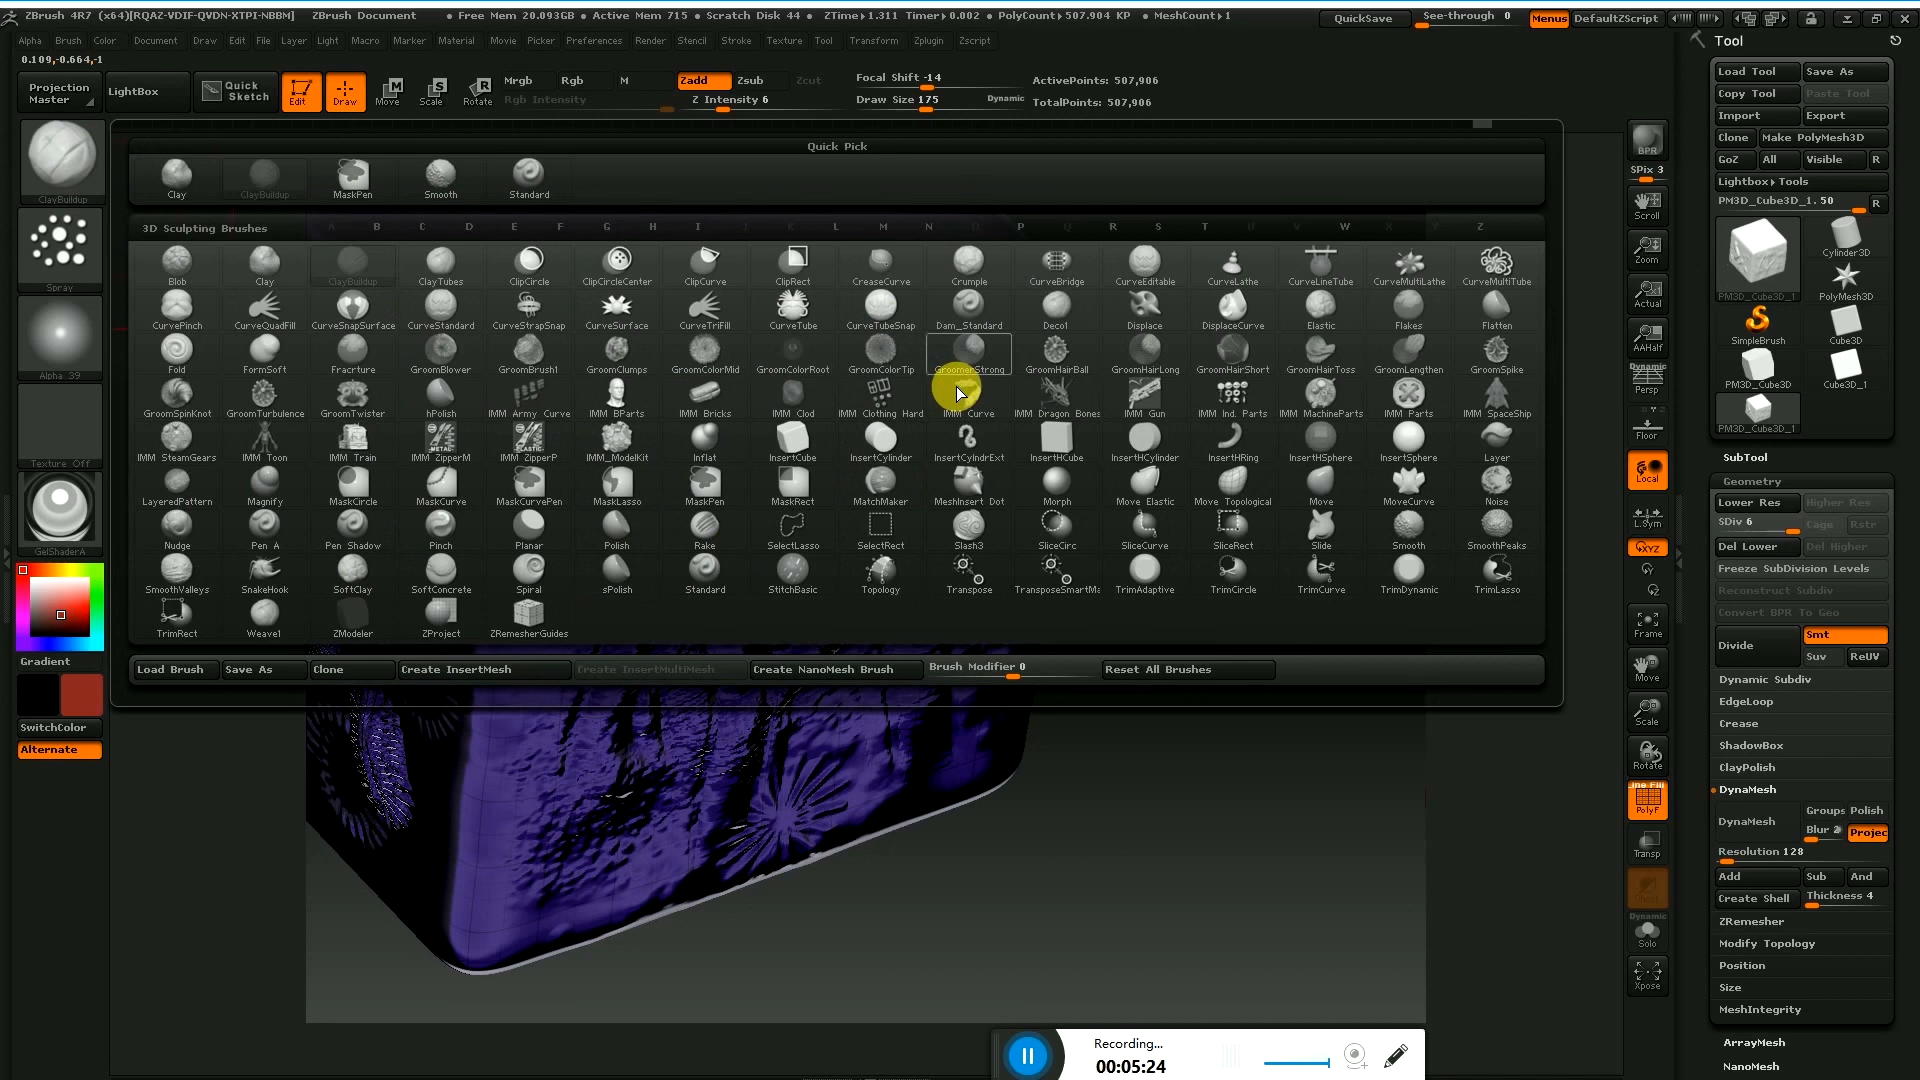 ZBrush 4R7 (x64)[RQAZ-VDIF-QVDN-XTPI-NBBM] ZBrush Document • Free Mem 20.093GB • Active Mem 715 • Scratch Disk 44 • ZTime▸1.311 Timer▸0.002 • PolyCount▸507.904 KP • MeshCount▸1 QuickSave See-through 0 Menus DefaultZScript
Alpha Brush Color Document Draw Edit File Layer Light Macro Marker Material Movie Picker Preferences Render Stencil Stroke Texture Tool Transform Zplugin Zscript
0.109,-0.664,-1
Projection Master LightBox Quick Sketch Edit Draw Move Scale Rotate
Mrgb Rgb M Zadd Zsub Zcut
Rgb Intensity Z Intensity 6
Focal Shift -14
Draw Size 175 Dynamic
ActivePoints: 507,906
TotalPoints: 507,906
ClayBuildup
Spray
Alpha 39
Texture Off
GelShaderA
Gradient
SwitchColor
Alternate
Quick Pick
Clay ClayBuildup MaskPen Smooth Standard
3D Sculpting Brushes A B C D E F G H I J K L M N O P Q R S T U V W X Y Z
Blob Clay ClayBuildup ClayTubes ClipCircle ClipCircleCenter ClipCurve ClipRect CreaseCurve Crumple CurveBridge CurveEditable CurveLathe CurveLineTube CurveMultiLathe CurveMultiTube
CurvePinch CurveQuadFill CurveSnapSurface CurveStandard CurveStrapSnap CurveSurface CurveTriFill CurveTube CurveTubeSnap Dam_Standard Deco1 Displace DisplaceCurve Elastic Flakes Flatten
Fold FormSoft Fracrture GroomBlower GroomBrush1 GroomClumps GroomColorMid GroomColorRoot GroomColorTip GroomerStrong GroomHairBall GroomHairLong GroomHairShort GroomHairToss GroomLengthen GroomSpike
GroomSpinKnot GroomTurbulence GroomTwister hPolish IMM Army Curve IMM BParts IMM Bricks IMM Clod IMM Clothing Hard IMM Curve IMM Dragon Bones IMM Gun IMM Ind. Parts IMM MachineParts IMM Parts IMM SpaceShip
IMM SteamGears IMM Toon IMM Train IMM ZipperM IMM ZipperP IMM_ModelKit Inflat InsertCube InsertCylinder InsertCylndrExt InsertHCube InsertHCylinder InsertHRing InsertHSphere InsertSphere Layer
LayeredPattern Magnify MaskCircle MaskCurve MaskCurvePen MaskLasso MaskPen MaskRect MatchMaker MeshInsert Dot Morph Move Elastic Move Topological Move MoveCurve Noise
Nudge Pen A Pen Shadow Pinch Planar Polish Rake SelectLasso SelectRect Slash3 SliceCirc SliceCurve SliceRect Slide Smooth SmoothPeaks
SmoothValleys SnakeHook SoftClay SoftConcrete Spiral sPolish Standard StitchBasic Topology Transpose TransposeSmartMa TrimAdaptive TrimCircle TrimCurve TrimDynamic TrimLasso
TrimRect Weave1 ZModeler ZProject ZRemesherGuides
Load Brush Save As Clone Create InsertMesh Create InsertMultiMesh Create NanoMesh Brush Brush Modifier 0 Reset All Brushes
BPR
SPix 3
Scroll
Zoom
Actual
AAHalf
Dynamic
Persp
Floor
Local
L.Sym
XYZ
Frame
Move
Scale
Rotate
Line Fill
PolyF
Transp
Dynamic
Solo
Xpose
Tool
Load Tool Save As
Copy Tool Paste Tool
Import Export
Clone Make PolyMesh3D
GoZ All Visible R
Lightbox▸Tools
PM3D_Cube3D_1. 50 R
PM3D_Cube3D_1 Cylinder3D
PolyMesh3D
SimpleBrush Cube3D
PM3D_Cube3D Cube3D_1
PM3D_Cube3D_1
SubTool
Geometry
Lower Res Higher Res
SDiv 6 Cage Rstr
Del Lower Del Higher
Freeze SubDivision Levels
Reconstruct Subdiv
Convert BPR To Geo
Divide Smt
Suv ReUV
Dynamic Subdiv
EdgeLoop
Crease
ShadowBox
ClayPolish
DynaMesh
DynaMesh Groups Polish
Blur 2 Projec
Resolution 128
Add Sub And
Create Shell Thickness 4
ZRemesher
Modify Topology
Position
Size
MeshIntegrity
ArrayMesh
NanoMesh
Recording...
00:05:24